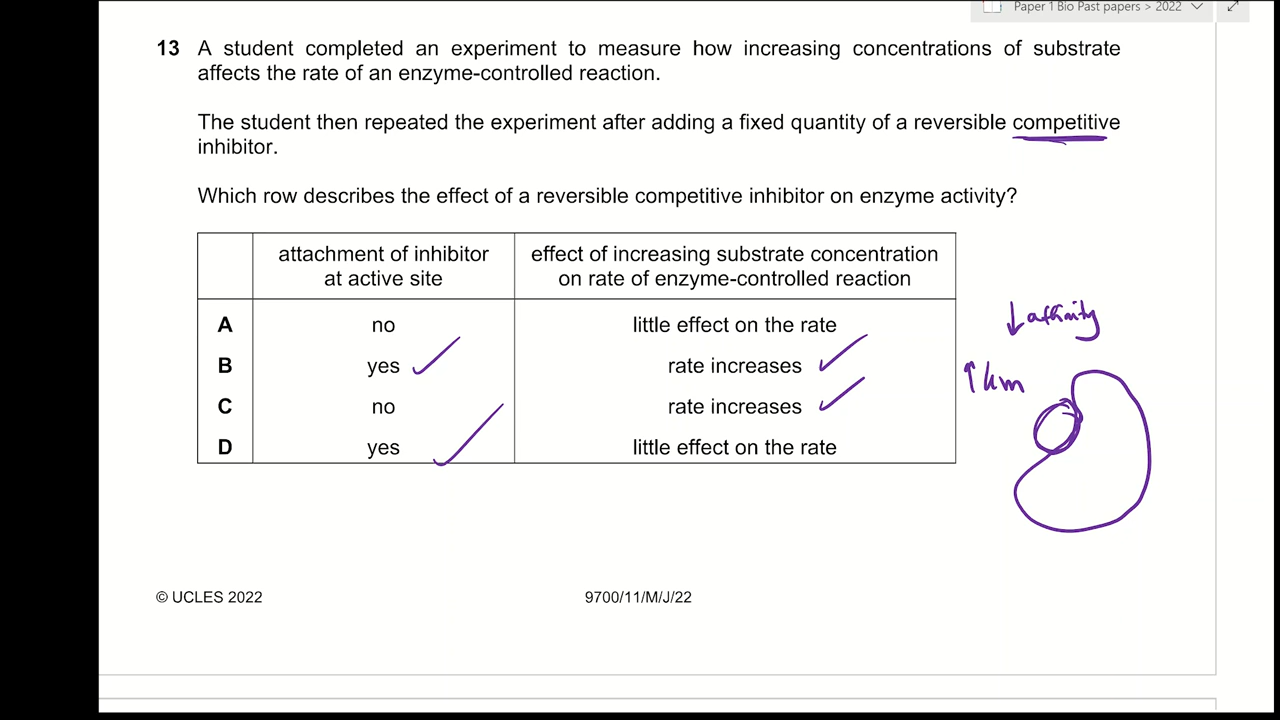 Paper 1 Bio Past papers > 2022
13 A student completed an experiment to measure how increasing concentrations of substrate
affects the rate of an enzyme-controlled reaction.
The student then repeated the experiment after adding a fixed quantity of a reversible competitive
inhibitor.
Which row describes the effect of a reversible competitive inhibitor on enzyme activity?
attachment of inhibitor
at active site
effect of increasing substrate concentration
on rate of enzyme-controlled reaction
A no little effect on the rate
B yes rate increases
C no rate increases
D yes little effect on the rate
↓ affinity
↑ km
© UCLES 2022 9700/11/M/J/22